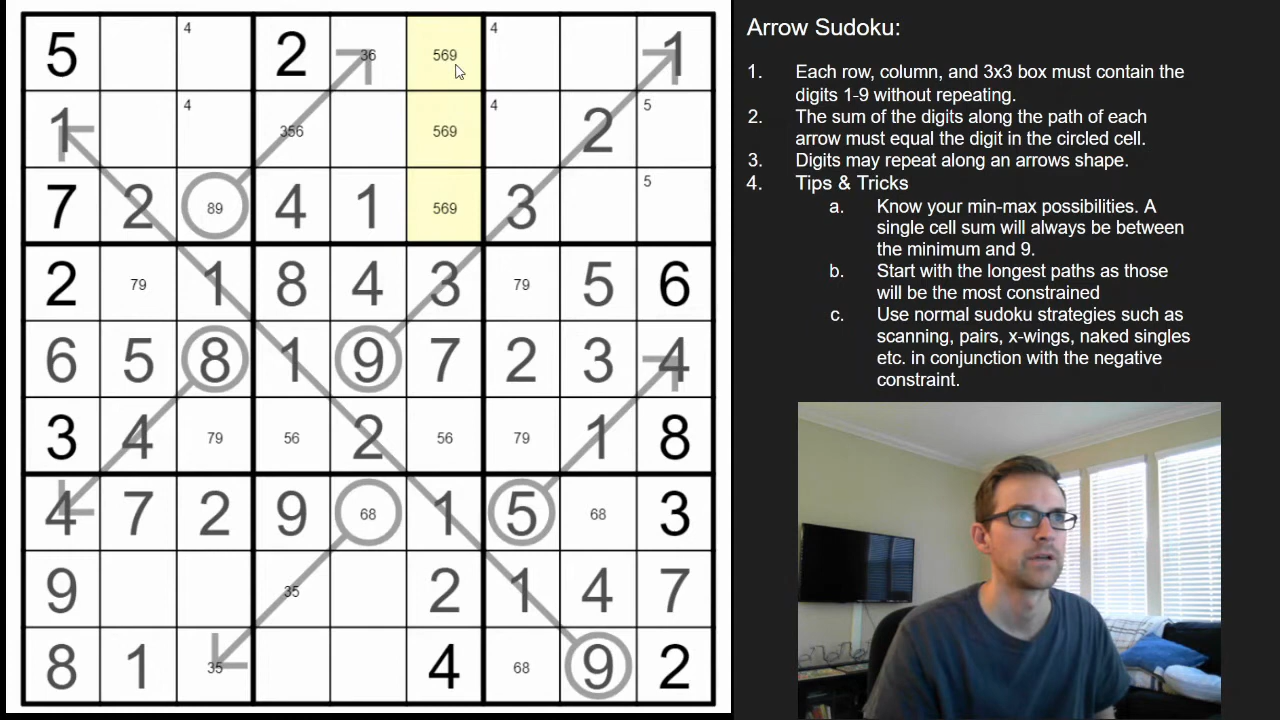 5 4 2 36 569 4 1
1 4 356 569 4 2 5
7 2 89 4 1 569 3 5
2 79 1 8 4 3 79 5 6
6 5 8 1 9 7 2 3 4
3 4 79 56 2 56 79 1 8
4 7 2 9 68 1 5 68 3
9 35 2 1 4 7
8 1 35 4 68 9 2
Arrow Sudoku:
1. Each row, column, and 3x3 box must contain the
digits 1-9 without repeating.
2. The sum of the digits along the path of each
arrow must equal the digit in the circled cell.
3. Digits may repeat along an arrows shape.
4. Tips & Tricks
a. Know your min-max possibilities. A
single cell sum will always be between
the minimum and 9.
b. Start with the longest paths as those
will be the most constrained
c. Use normal sudoku strategies such as
scanning, pairs, x-wings, naked singles
etc. in conjunction with the negative
constraint.